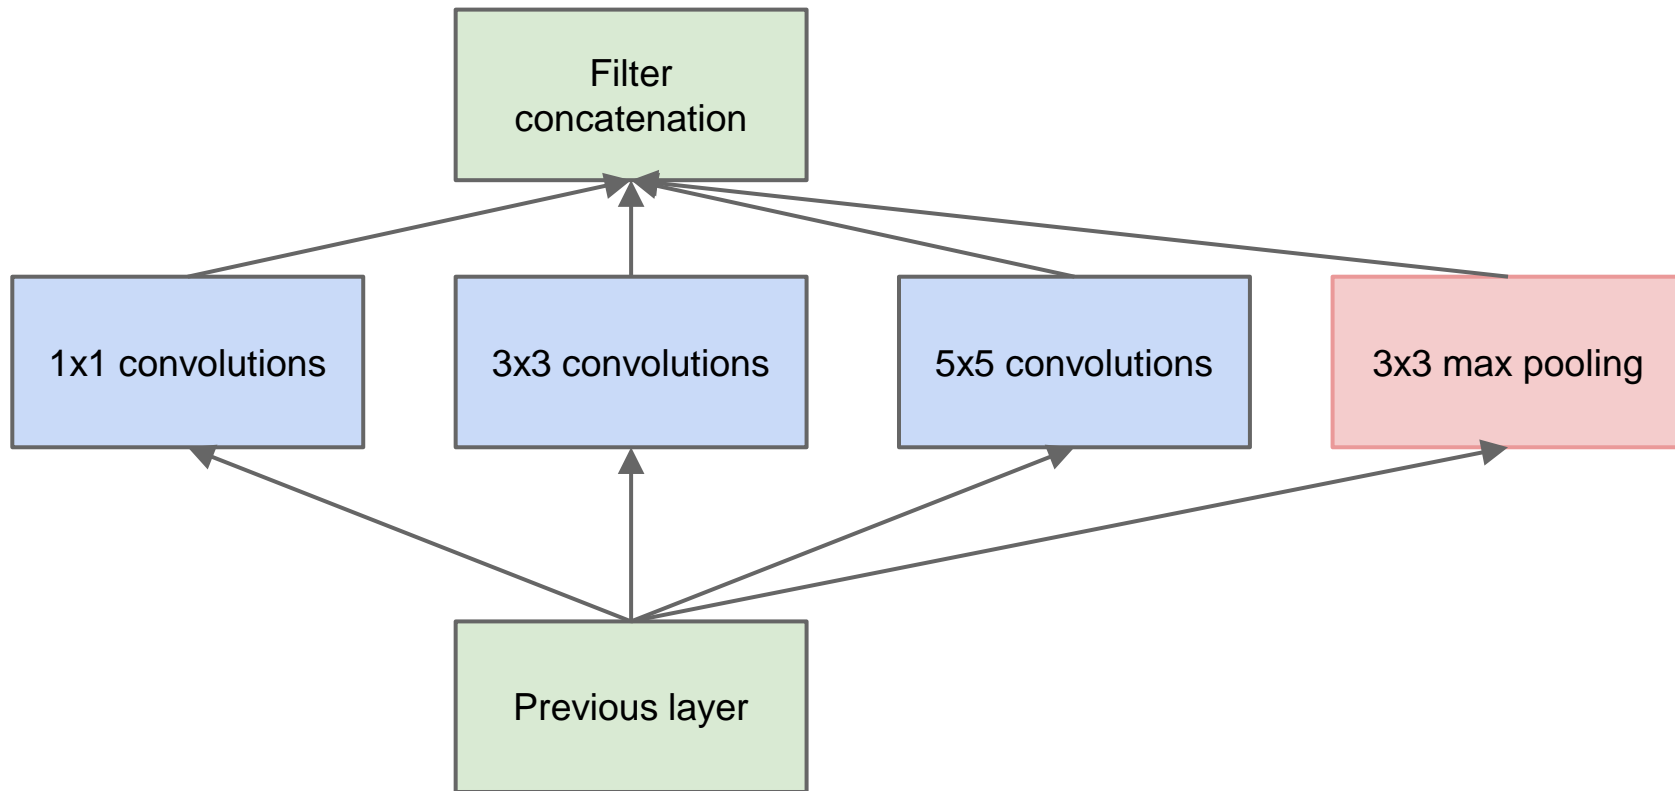 Filter
concatenation
1x1 convolutions
3x3 convolutions
5x5 convolutions
3x3 max pooling
Previous layer